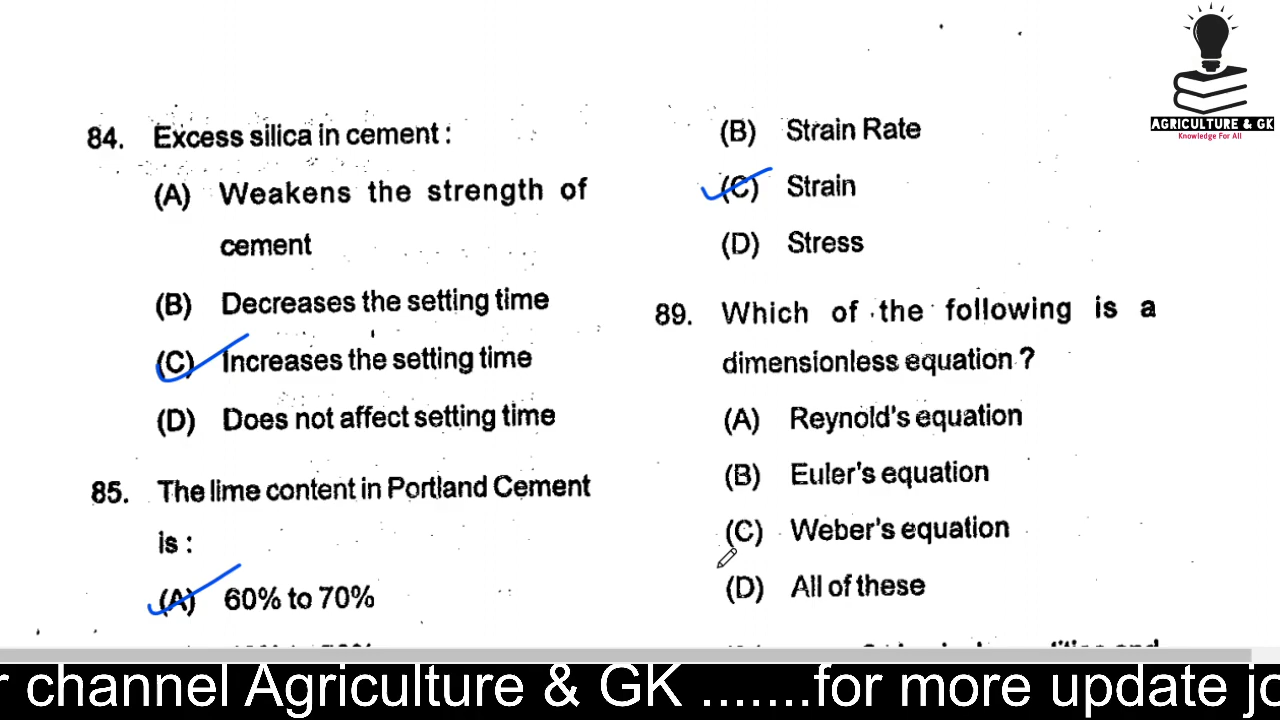 84. Excess silica in cement :
(A) Weakens the strength of
cement
(B) Decreases the setting time
(C) Increases the setting time
(D) Does not affect setting time
85. The lime content in Portland Cement
is :
(A) 60% to 70%
(B) Strain Rate
(C) Strain
(D) Stress
89. Which of the following is a
dimensionless equation ?
(A) Reynold's equation
(B) Euler's equation
(C) Weber's equation
(D) All of these
AGRICULTURE & GK
Knowledge For All
r channel Agriculture & GK .......for more update jo